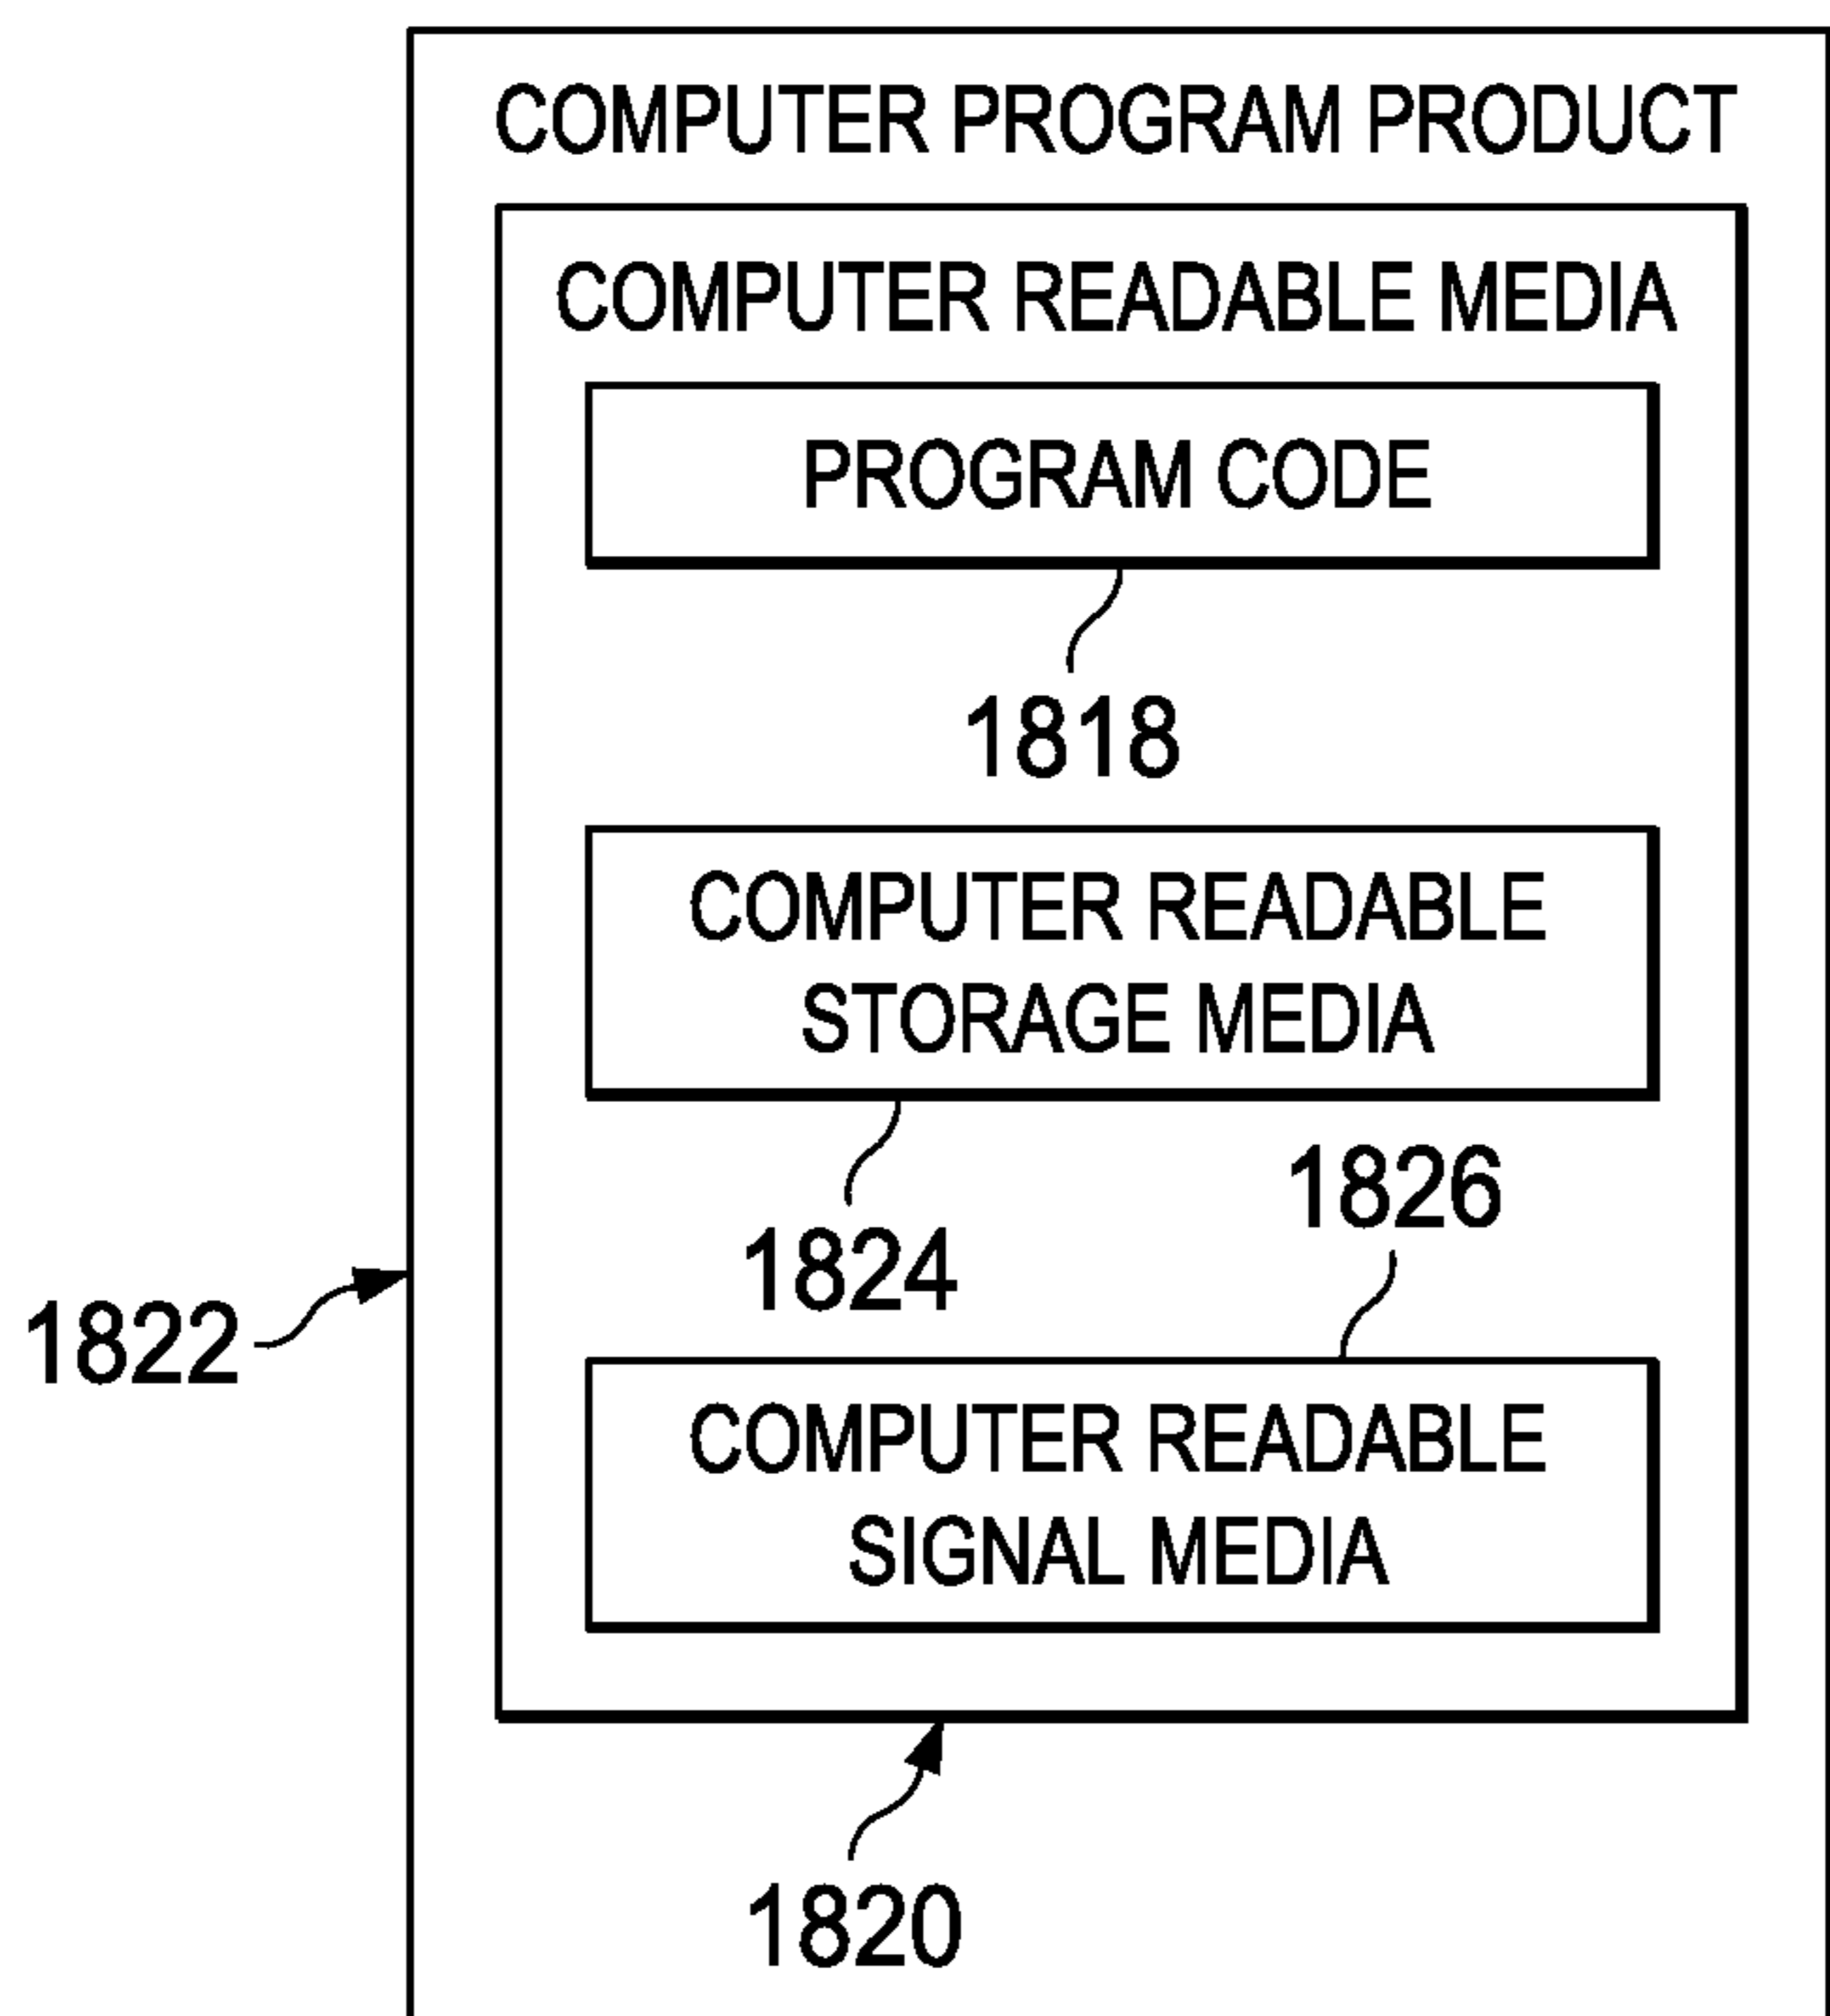 COMPUTER PROGRAM PRODUCT
COMPUTER READABLE MEDIA
PROGRAM CODE
1818
COMPUTER READABLE
STORAGE MEDIA
1826
1824
1822
COMPUTER READABLE
SIGNAL MEDIA
1820